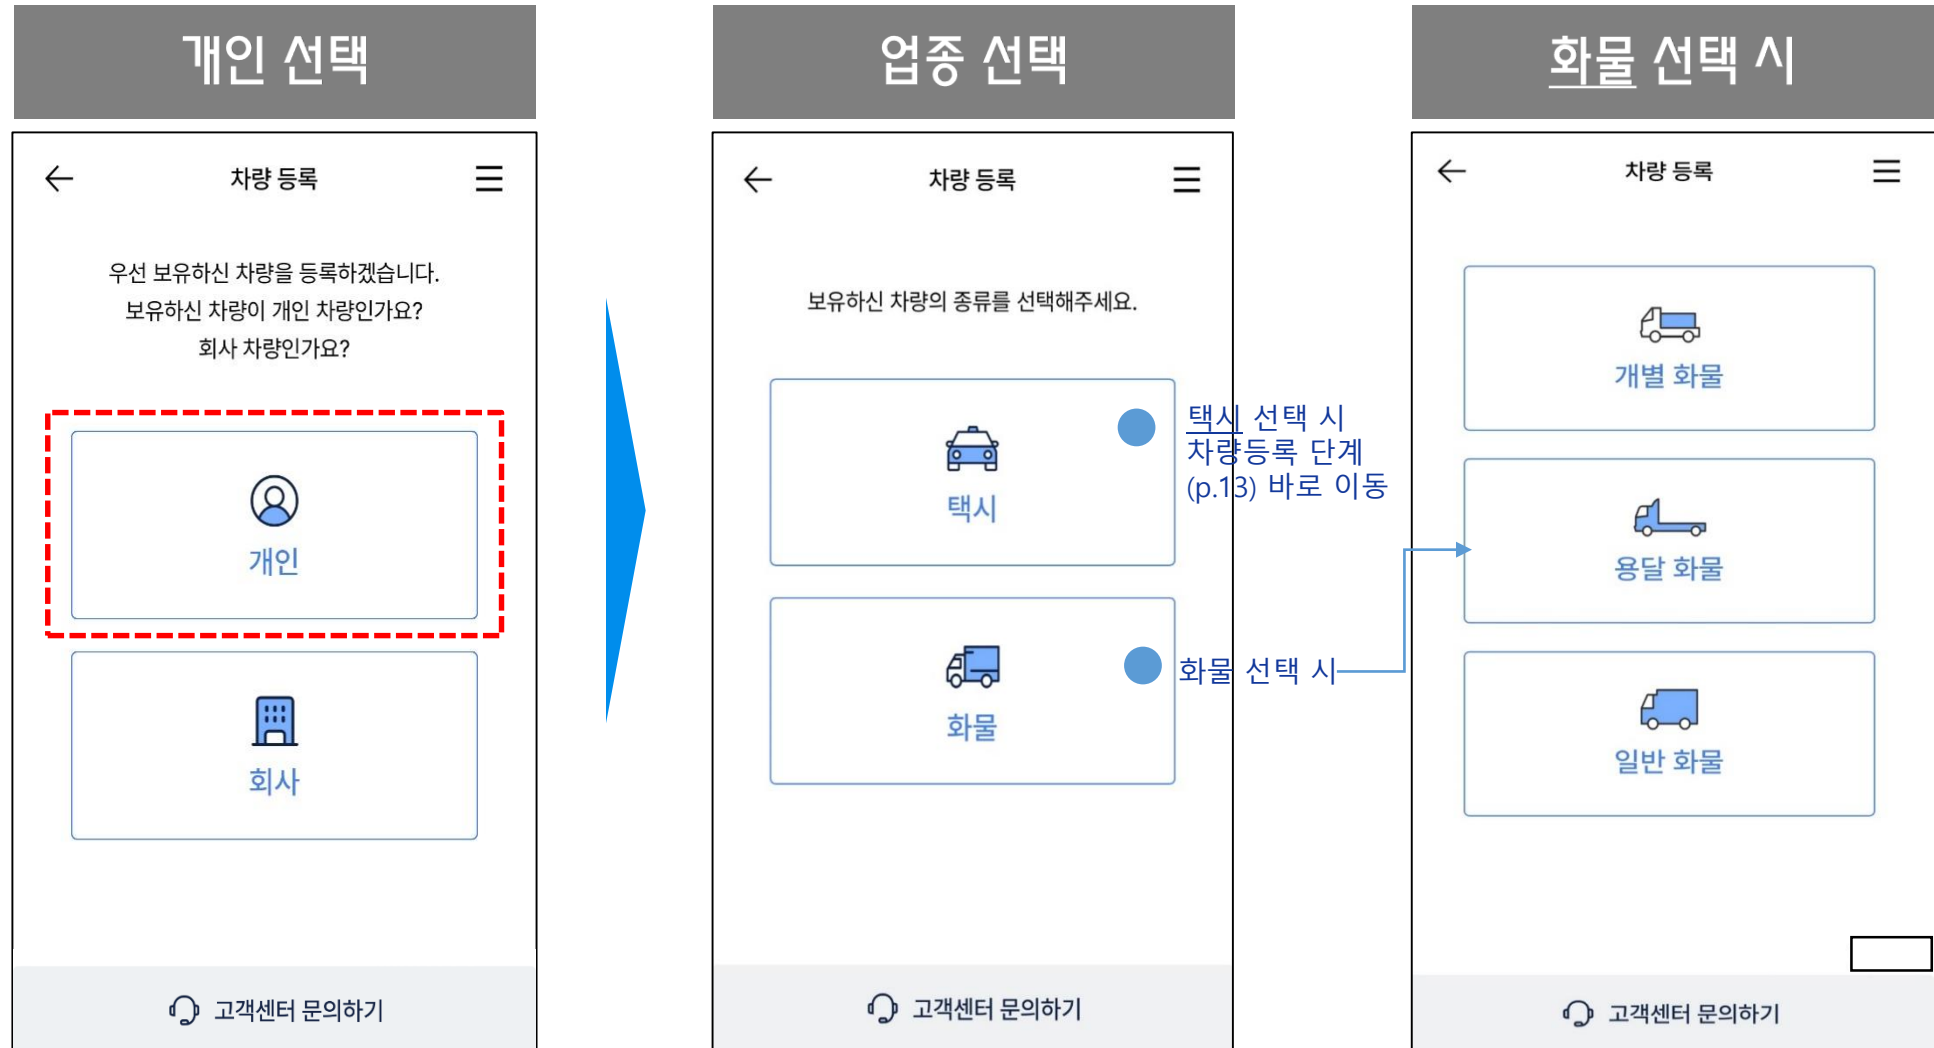 개인 선택
차량 등록
우선 보유하신 차량을 등록하겠습니다.
보유하신 차량이 개인 차량인가요?
회사 차량인가요?
개인
회사
고객센터 문의하기
업종 선택
차량 등록
보유하신 차량의 종류를 선택해주세요.
택시
택시 선택 시
차량등록 단계
(p.13) 바로 이동
화물
화물 선택 시
고객센터 문의하기
화물 선택 시
차량 등록
개별 화물
용달 화물
일반 화물
고객센터 문의하기